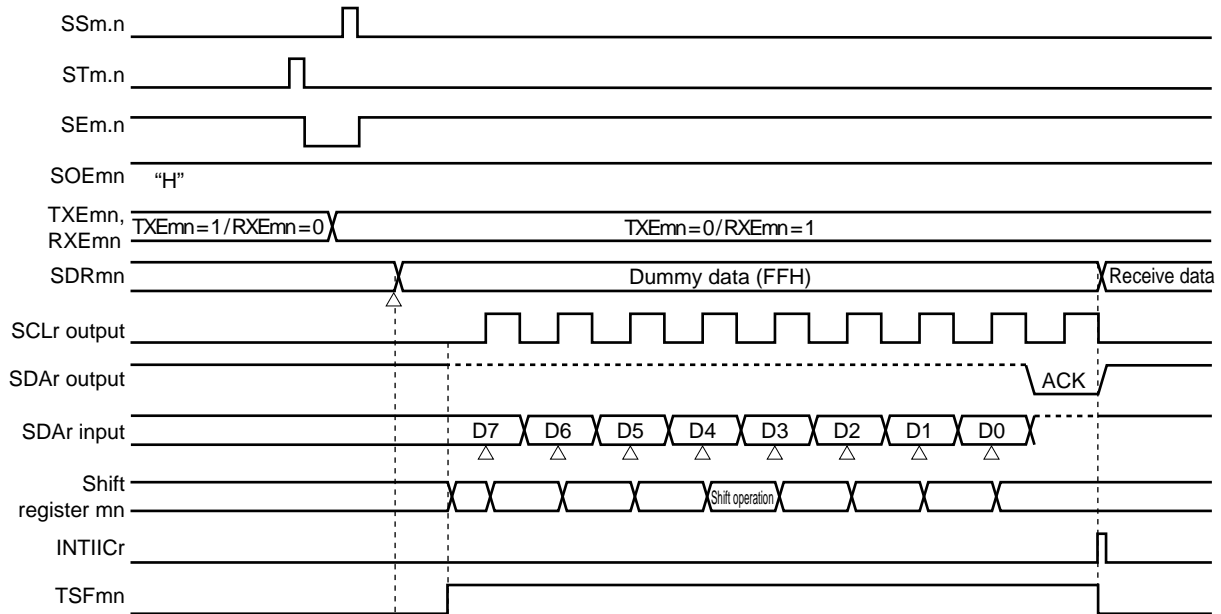 SSm.n
STm.n
SEm.n
SOEmn “H”
TXEmn,
RXEmn TXEmn=1/RXEmn=0 TXEmn=0/RXEmn=1
SDRmn Dummy data (FFH) Receive data
SCLr output
SDAr output ACK
SDAr input D7 D6 D5 D4 D3 D2 D1 D0
Shift
register mn Shift operation
INTIICr
TSFmn